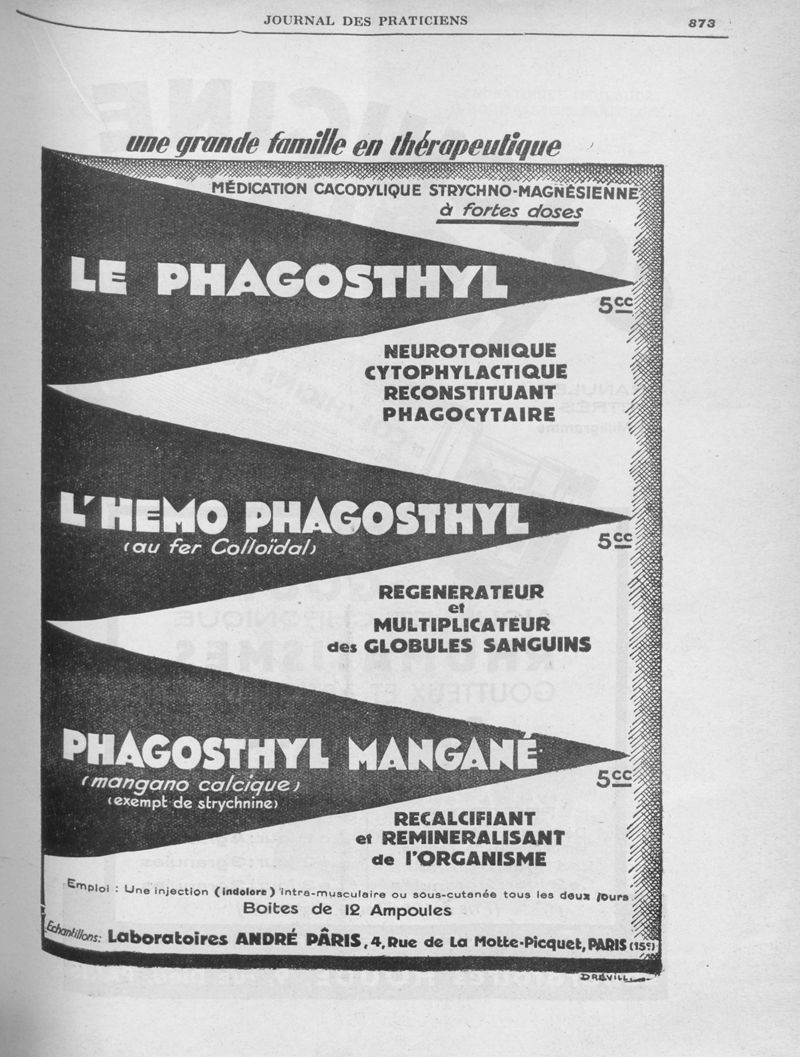 JOURNAL DES PRATICIENS
873
une grande famille en thérapeutique
MÉDICATION CACODYLIQUE STRYCHNO-MAGNÉSIENNE
à fortes doses
LE PHAGOSTHYL
5cc
NEUROTONIQUE
CYTOPHYLACTIQUE
RECONSTITUANT
PHAGOCYTAIRE
L'HEMO PHAGOSTHYL
(au fer Colloïdal)
5cc
REGENERATEUR
et
MULTIPLICATEUR
des GLOBULES SANGUINS
PHAGOSTHYL MANGANÉ
(mangano calcique)
(exempt de strychnine)
5cc
RECALCIFIANT
et REMINERALISANT
de l'ORGANISME
Emploi : Une injection (indolore) intra-musculaire ou sous-cutanée tous les deux jours
Boites de 12 Ampoules
Echantillons: Laboratoires ANDRÉ PÂRIS, 4, Rue de La Motte-Picquet, PARIS (15e)